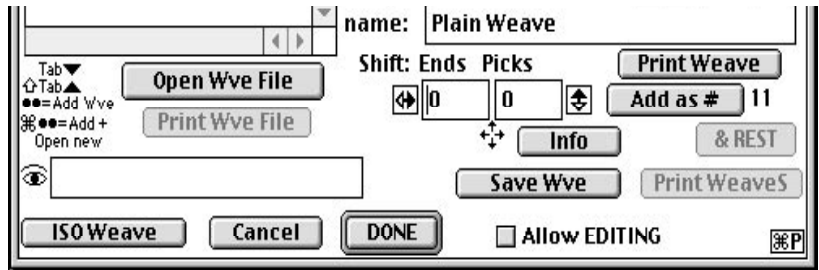 name: Plain Weave
Tab▼
⇧Tab▲
●●=Add Wve
⌘●●=Add +
Open new
Open Wve File
Print Wve File
Shift: Ends Picks
0 0
Print Weave
Add as # 11
Info
& REST
Save Wve
Print WeaveS
ISO Weave
Cancel
DONE
Allow EDITING
⌘P